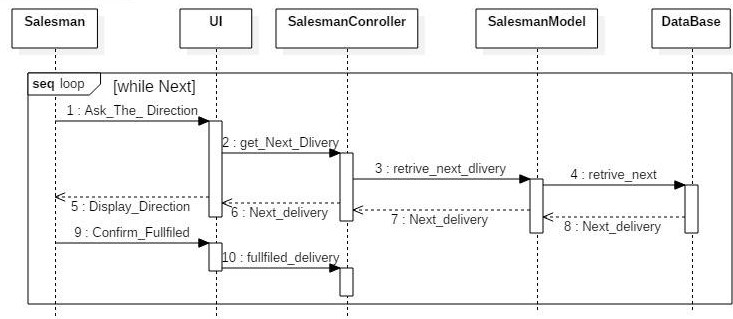 Salesman
UI
SalesmanConroller
SalesmanModel
DataBase
seq loop
[while Next]
1 : Ask_The_ Direction
2 : get_Next_Dlivery
3 : retrive_next_dlivery
4 : retrive_next
5 : Display_Direction
6 : Next_delivery
7 : Next_delivery
8 : Next_delivery
9 : Confirm_Fullfiled
10 : fullfiled_delivery